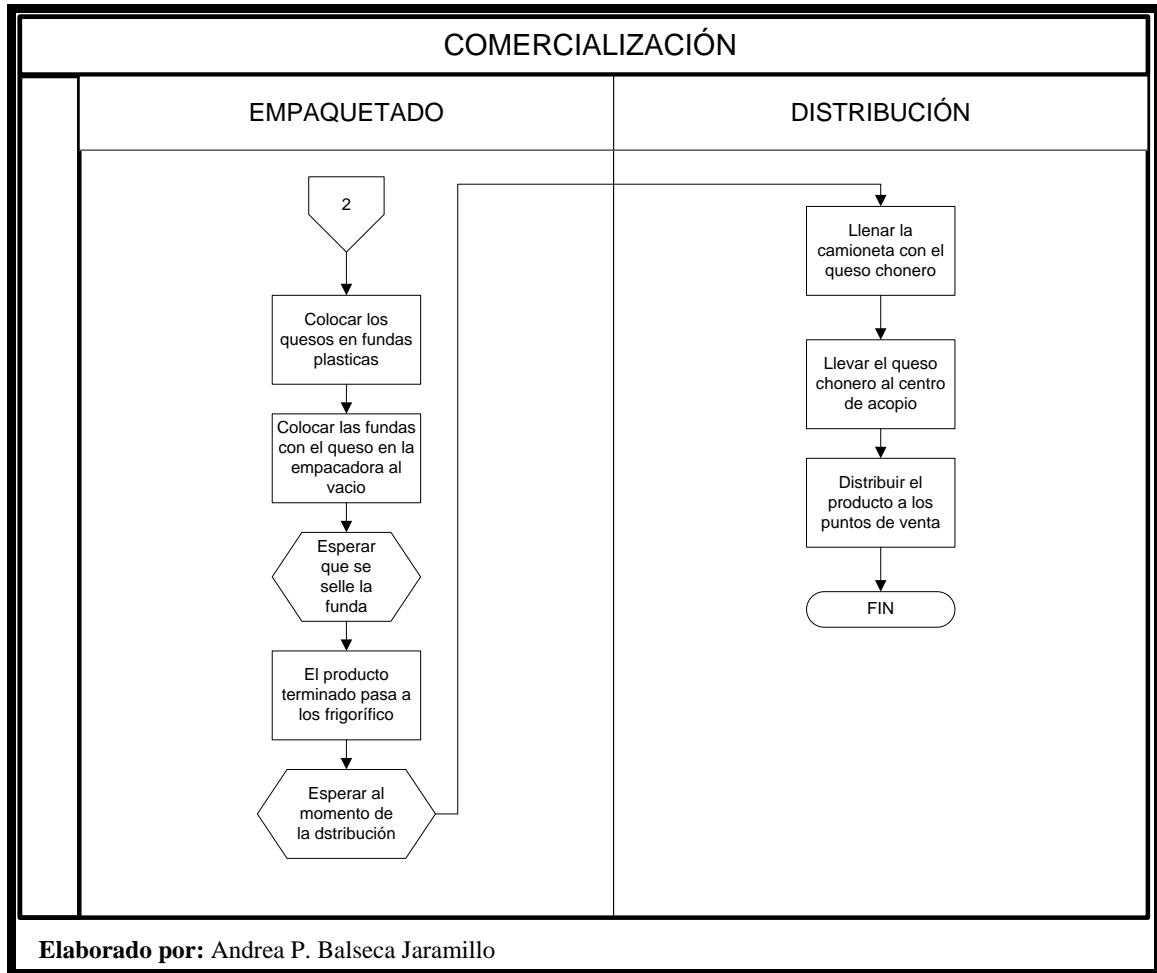 COMERCIALIZACIÓN
EMPAQUETADO
DISTRIBUCIÓN
2
Colocar los
quesos en fundas
plasticas
Colocar las fundas
con el queso en la
empacadora al
vacio
Esperar
que se
selle la
funda
El producto
terminado pasa a
los frigorífico
Esperar al
momento de
la dstribución
Llenar la
camioneta con el
queso chonero
Llevar el queso
chonero al centro
de acopio
Distribuir el
producto a los
puntos de venta
FIN
Elaborado por: Andrea P. Balseca Jaramillo